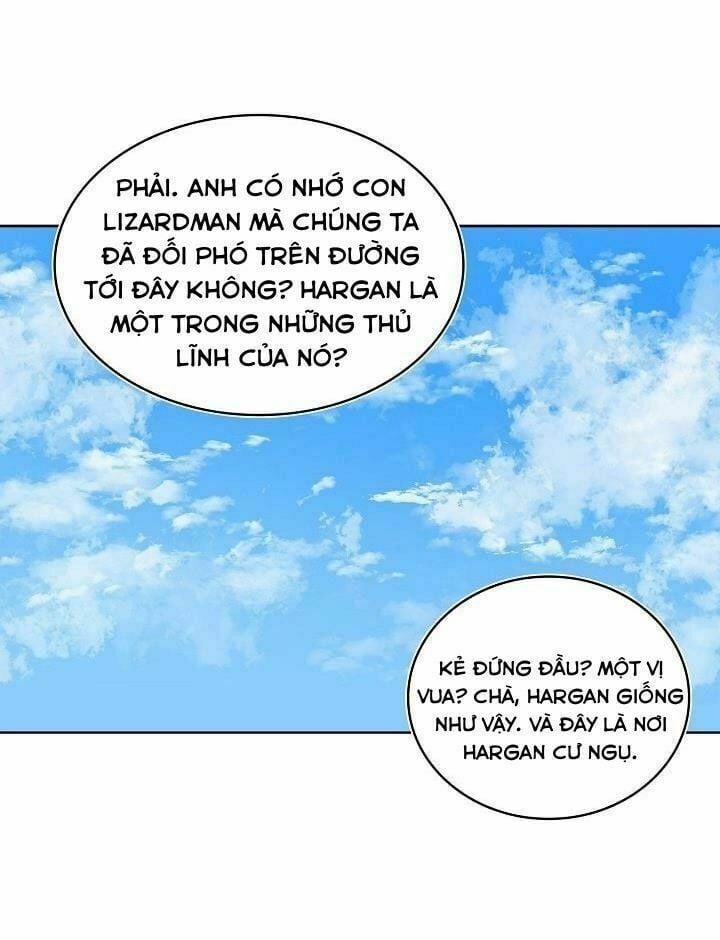 PHẢI. ANH CÓ NHỚ CON
LIZARDMAN MÀ CHÚNG TA
ĐÃ ĐỐI PHÓ TRÊN ĐƯỜNG
TỚI ĐÂY KHÔNG? HARGAN LÀ
MỘT TRONG NHỮNG THỦ
LĨNH CỦA NÓ?
KẺ ĐỨNG ĐẦU? MỘT VỊ
VUA? CHÀ, HARGAN GIỐNG
NHƯ VẬY. VÀ ĐÂY LÀ NƠI
HARGAN CƯ NGỤ.